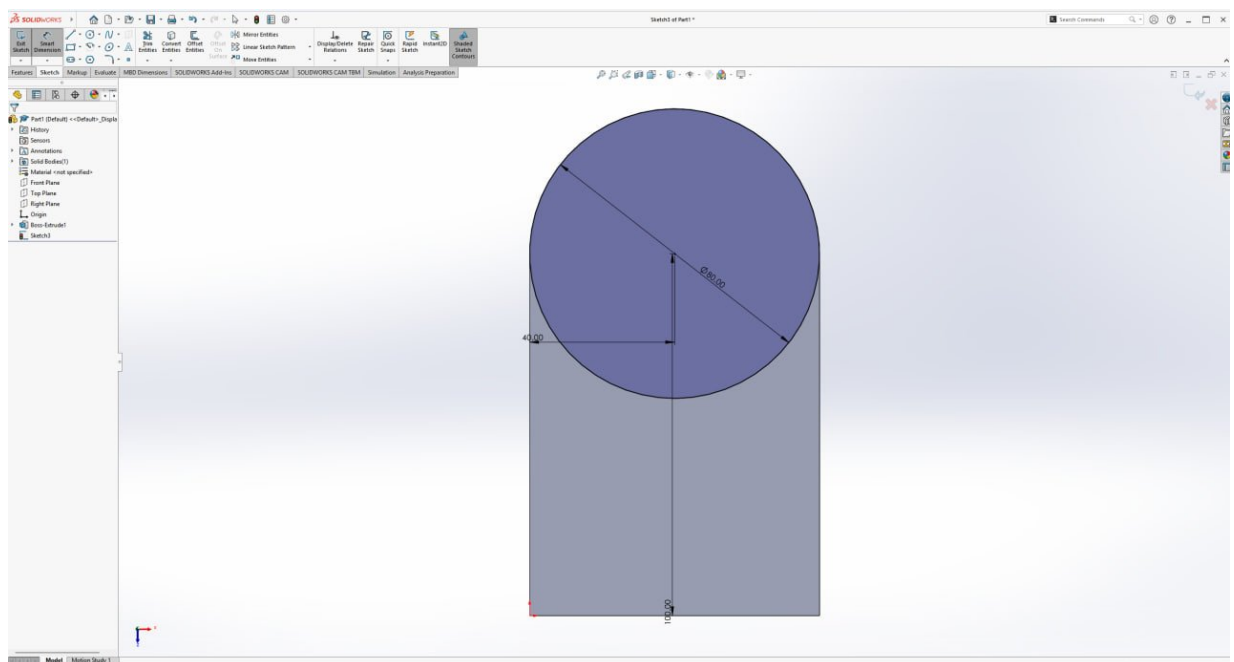 SOLIDWORKS
Sketch3 of Part1 *
Search Commands
Exit Sketch
Smart Dimension
Trim Entities
Convert Entities
Offset Entities
Offset On Surface
Mirror Entities
Linear Sketch Pattern
Move Entities
Display/Delete Relations
Repair Sketch
Quick Snaps
Rapid Sketch
Instant2D
Shaded Sketch Contours
Features Sketch Markup Evaluate MBD Dimensions SOLIDWORKS Add-Ins SOLIDWORKS CAM SOLIDWORKS CAM TBM Simulation Analysis Preparation
Part1 (Default) <<Default>_Displa
History
Sensors
Annotations
Solid Bodies(1)
Material <not specified>
Front Plane
Top Plane
Right Plane
Origin
Boss-Extrude1
Sketch3
Ø80.00
40.00
100.00
Model Motion Study 1